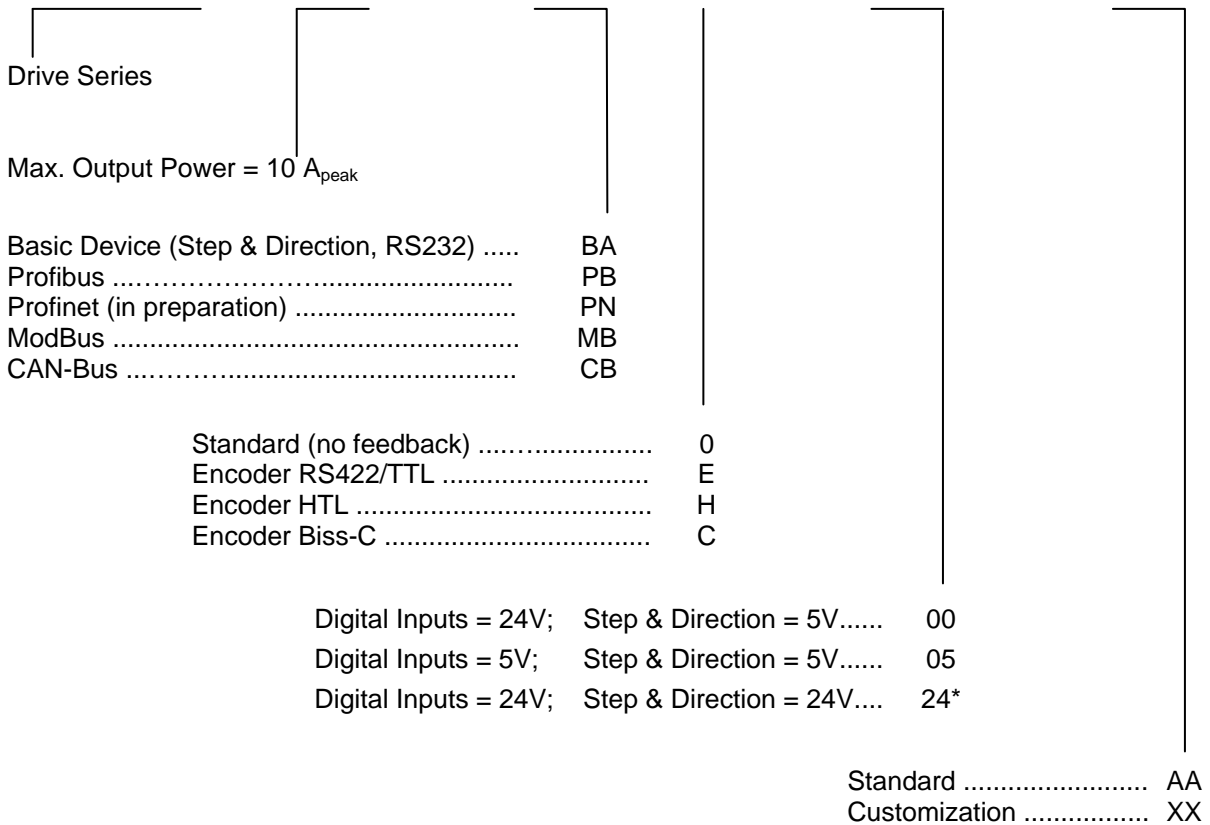 Drive Series
Max. Output Power = 10 Apeak
Basic Device (Step & Direction, RS232) ..... BA
Profibus ....…………………......................... PB
Profinet (in preparation) .............................. PN
ModBus ...................................................... MB
CAN-Bus ....………...................................... CB
Standard (no feedback) ....….................. 0
Encoder RS422/TTL ............................ E
Encoder HTL ........................................ H
Encoder Biss-C .................................... C
Digital Inputs = 24V; Step & Direction = 5V...... 00
Digital Inputs = 5V; Step & Direction = 5V...... 05
Digital Inputs = 24V; Step & Direction = 24V.... 24*
Standard ......................... AA
Customization ................. XX